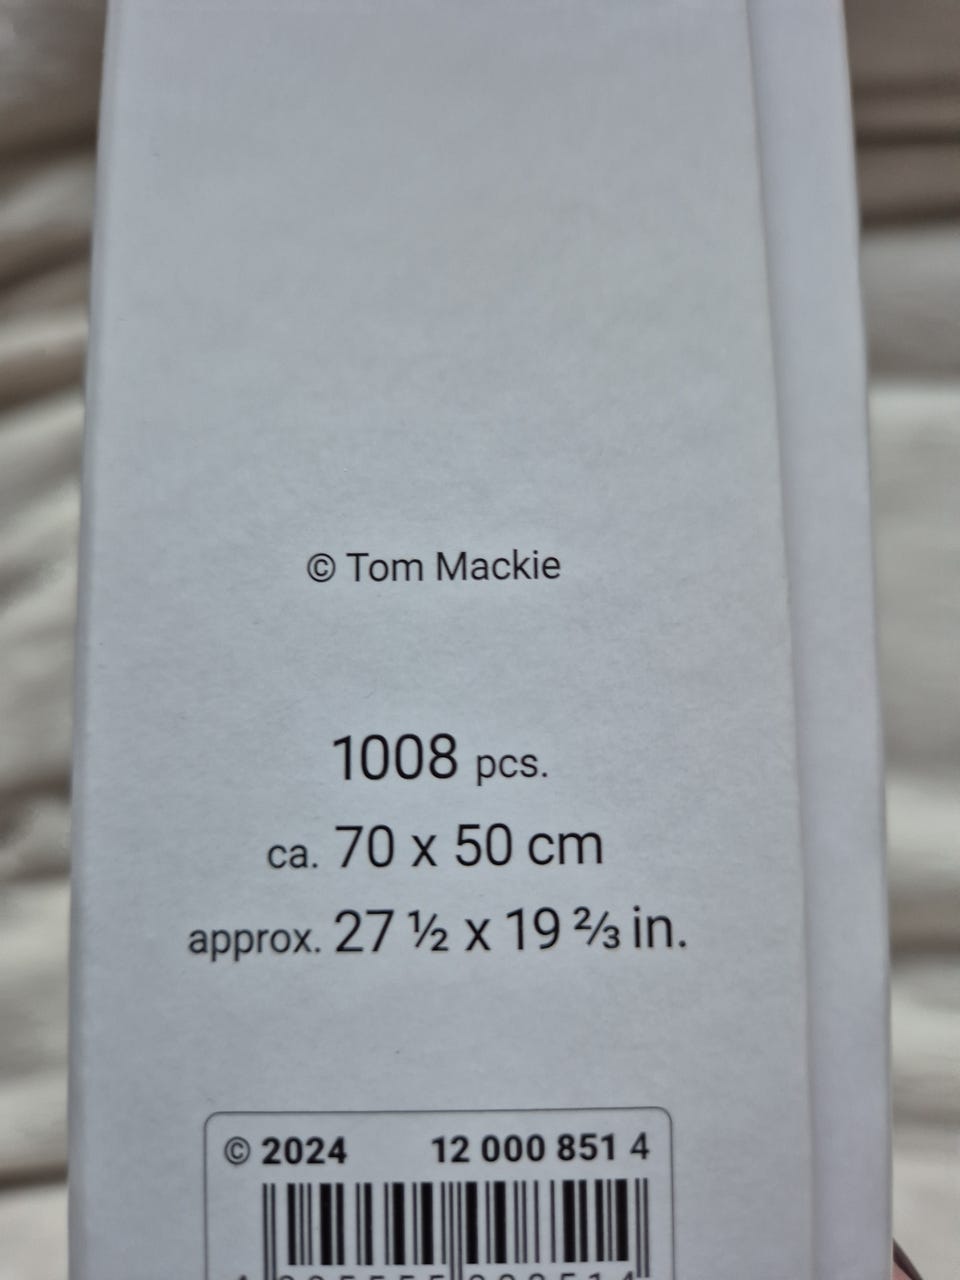 © Tom Mackie
1008 pcs.
ca. 70 x 50 cm
approx. 27 ½ x 19 ⅔ in.
© 2024 12 000 851 4